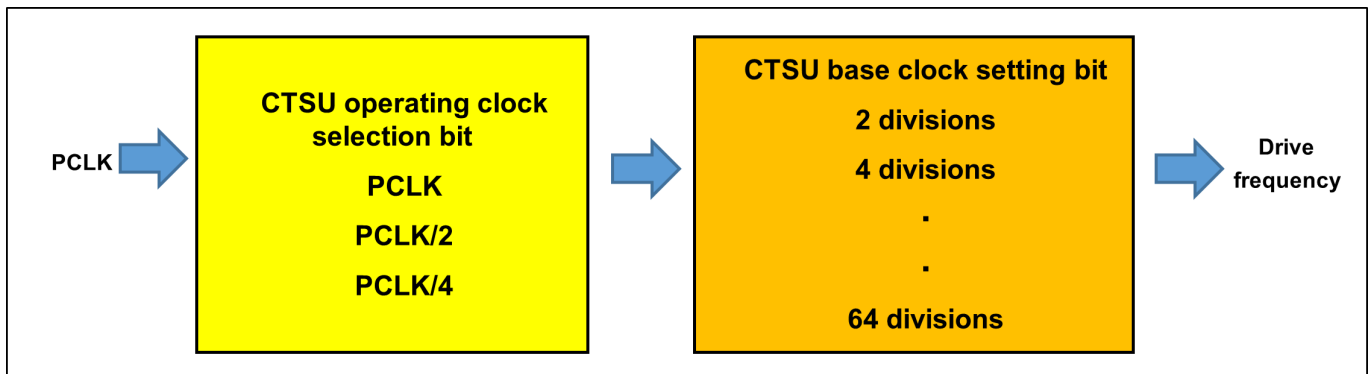 PCLK
CTSU operating clock
selection bit
PCLK
PCLK/2
PCLK/4
CTSU base clock setting bit
2 divisions
4 divisions
.
.
64 divisions
Drive
frequency